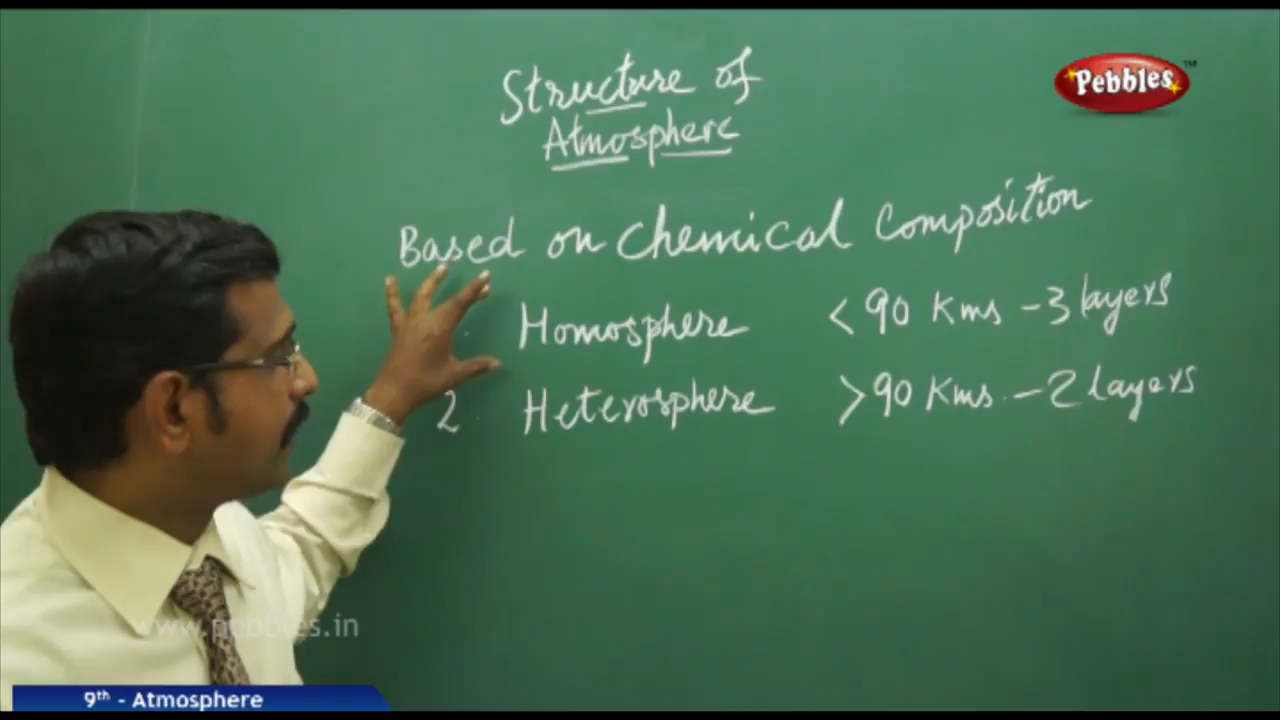 Structure of
Atmosphere
Pebbles™
Based on Chemical Composition
Homosphere < 90 Kms - 3 layers
2. Heterosphere > 90 Kms. - 2 layers
www.pebbles.in
9th - Atmosphere